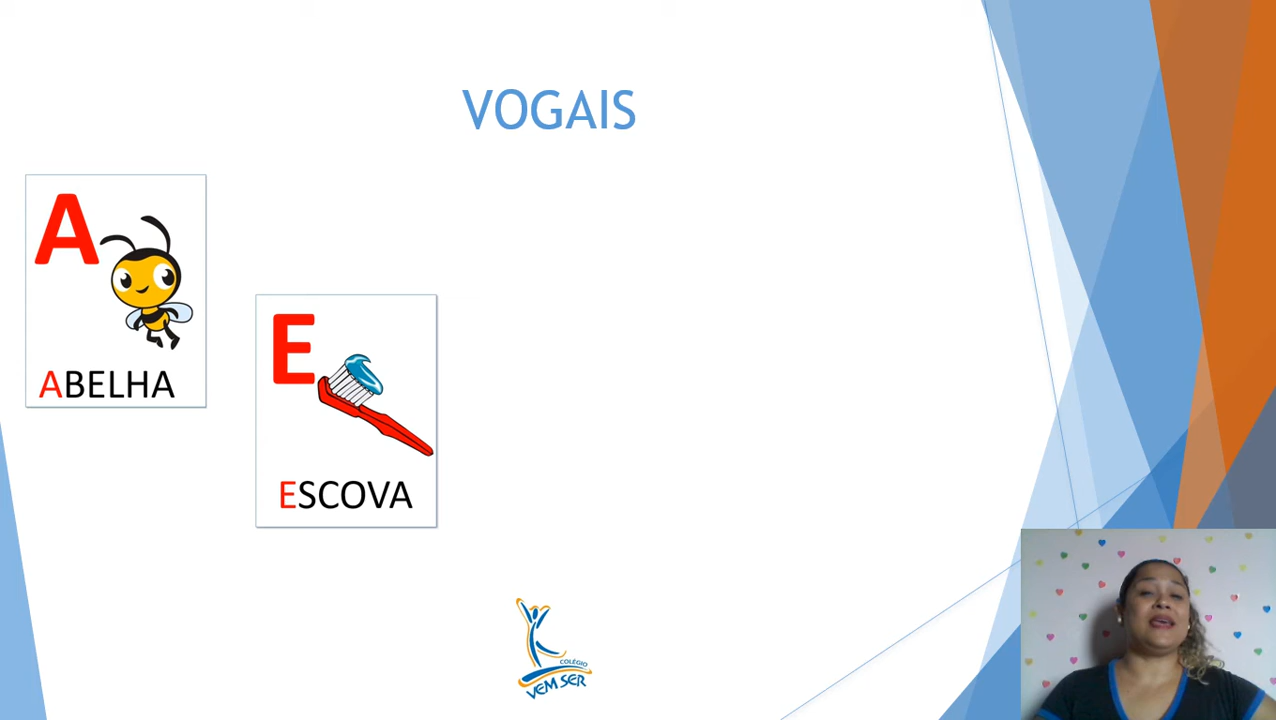 VOGAIS
A
ABELHA
E
ESCOVA
COLÉGIO
VEM SER